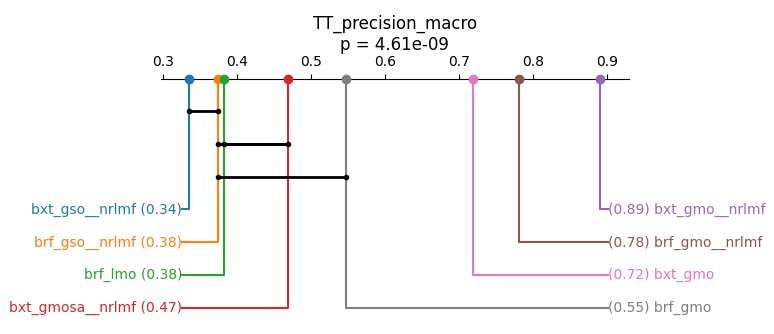 TT_precision_macro
p = 4.61e-09
0.3 0.4 0.5 0.6 0.7 0.8 0.9
bxt_gso__nrlmf (0.34) (0.89) bxt_gmo__nrlmf
brf_gso__nrlmf (0.38) (0.78) brf_gmo__nrlmf
brf_lmo (0.38) (0.72) bxt_gmo
bxt_gmosa__nrlmf (0.47) (0.55) brf_gmo